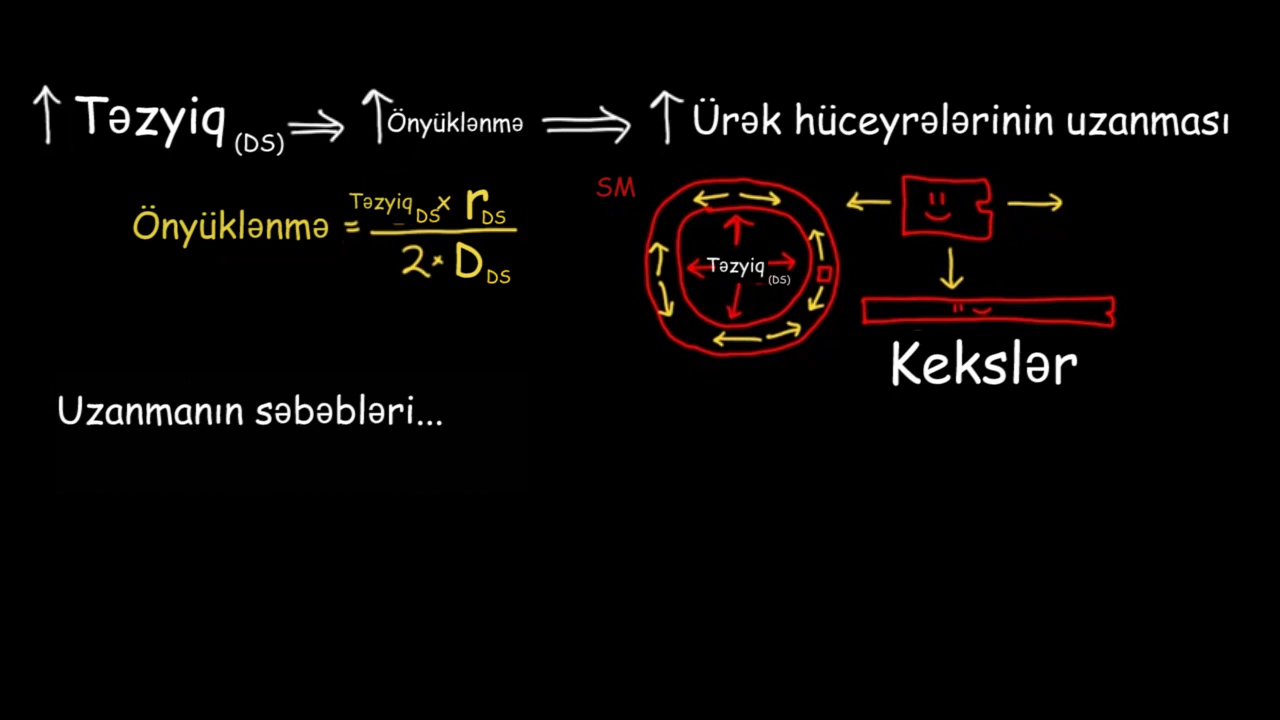 ↑ Təzyiq (DS) ⇒ ↑ Önyüklənmə ⇒ ↑ Ürək hüceyrələrinin uzanması
SM
Önyüklənmə = Təzyiq DS × r DS
2 × D DS
Təzyiq (DS)
Kekslər
Uzanmanın səbəbləri...